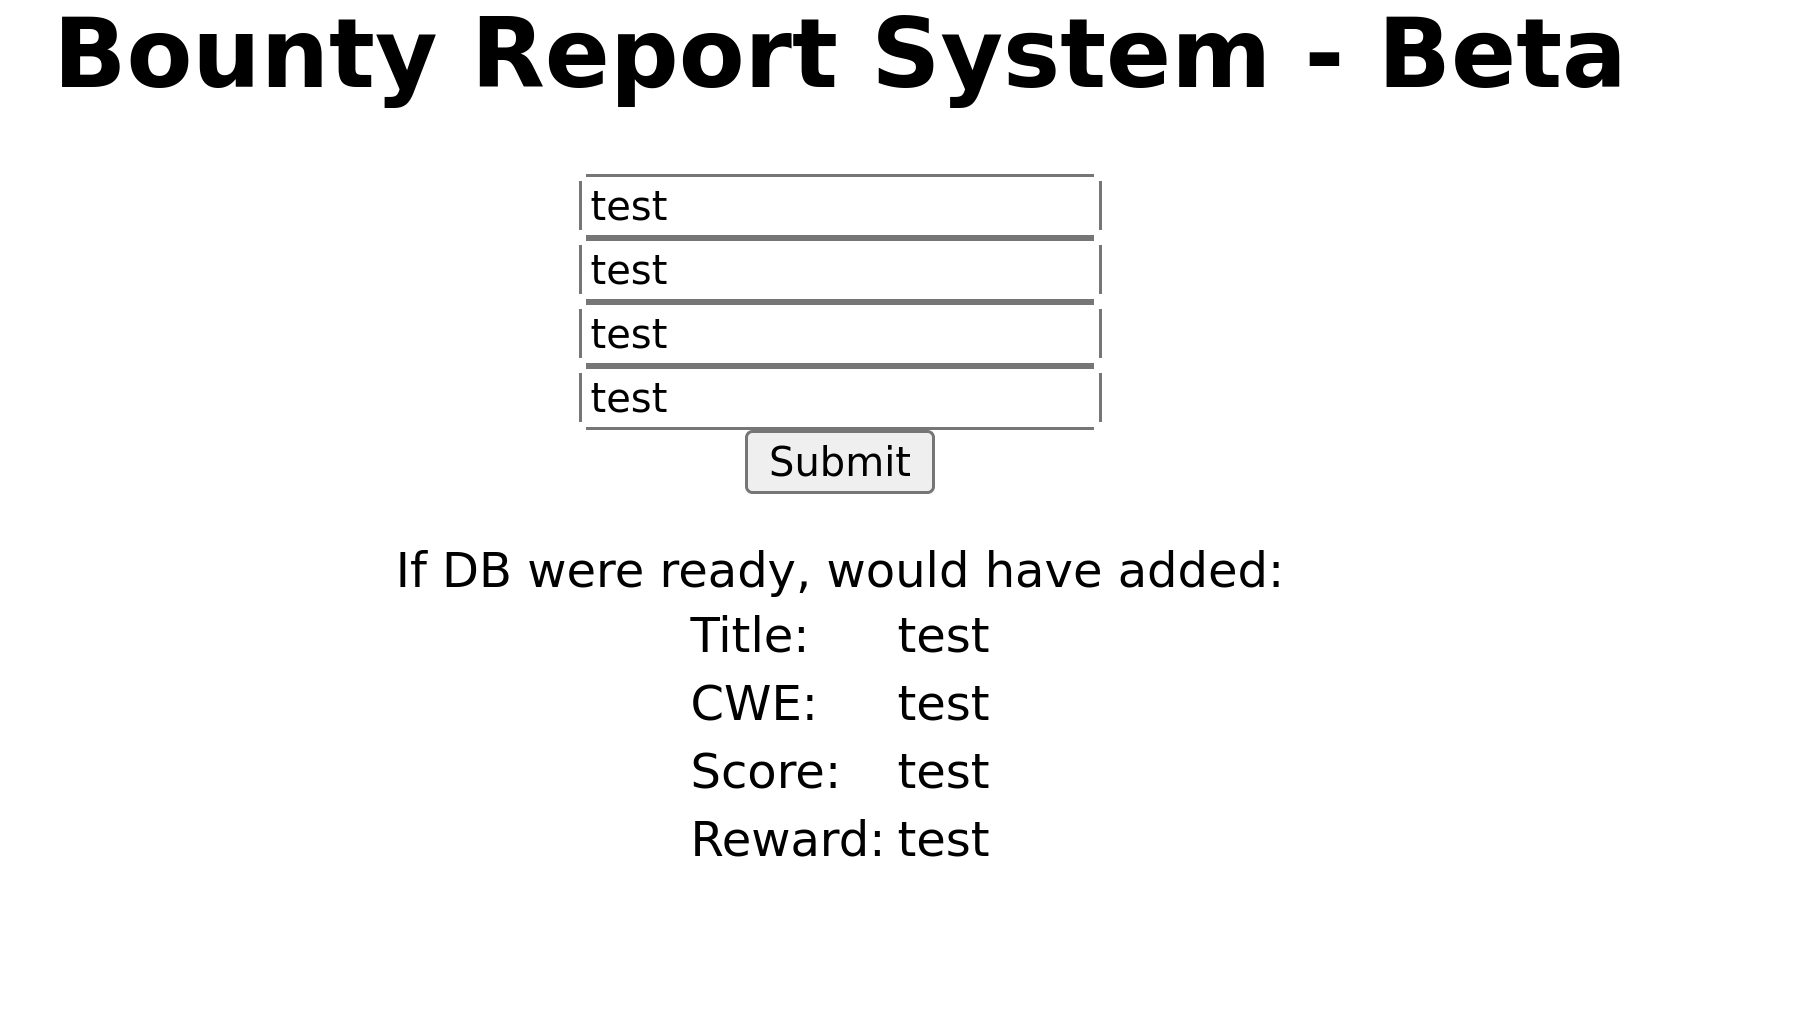 Bounty Report System - Beta
test
test
test
test
Submit
If DB were ready, would have added:
Title: test
CWE: test
Score: test
Reward: test